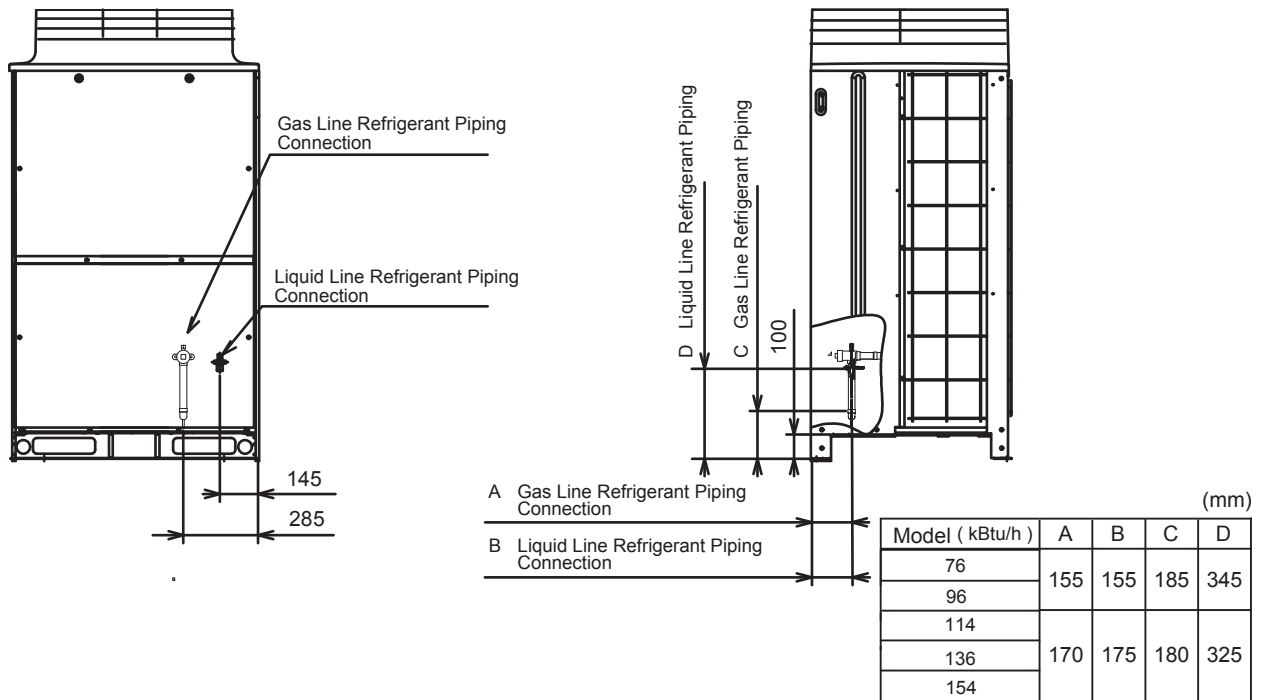 Gas Line Refrigerant Piping
Connection
Liquid Line Refrigerant Piping
Connection
145
285
D Liquid Line Refrigerant Piping
C Gas Line Refrigerant Piping
100
A Gas Line Refrigerant Piping
Connection
B Liquid Line Refrigerant Piping
Connection
(mm)
Model ( kBtu/h ) A B C D
76
96
155 155 185 345
114
136
154
170 175 180 325